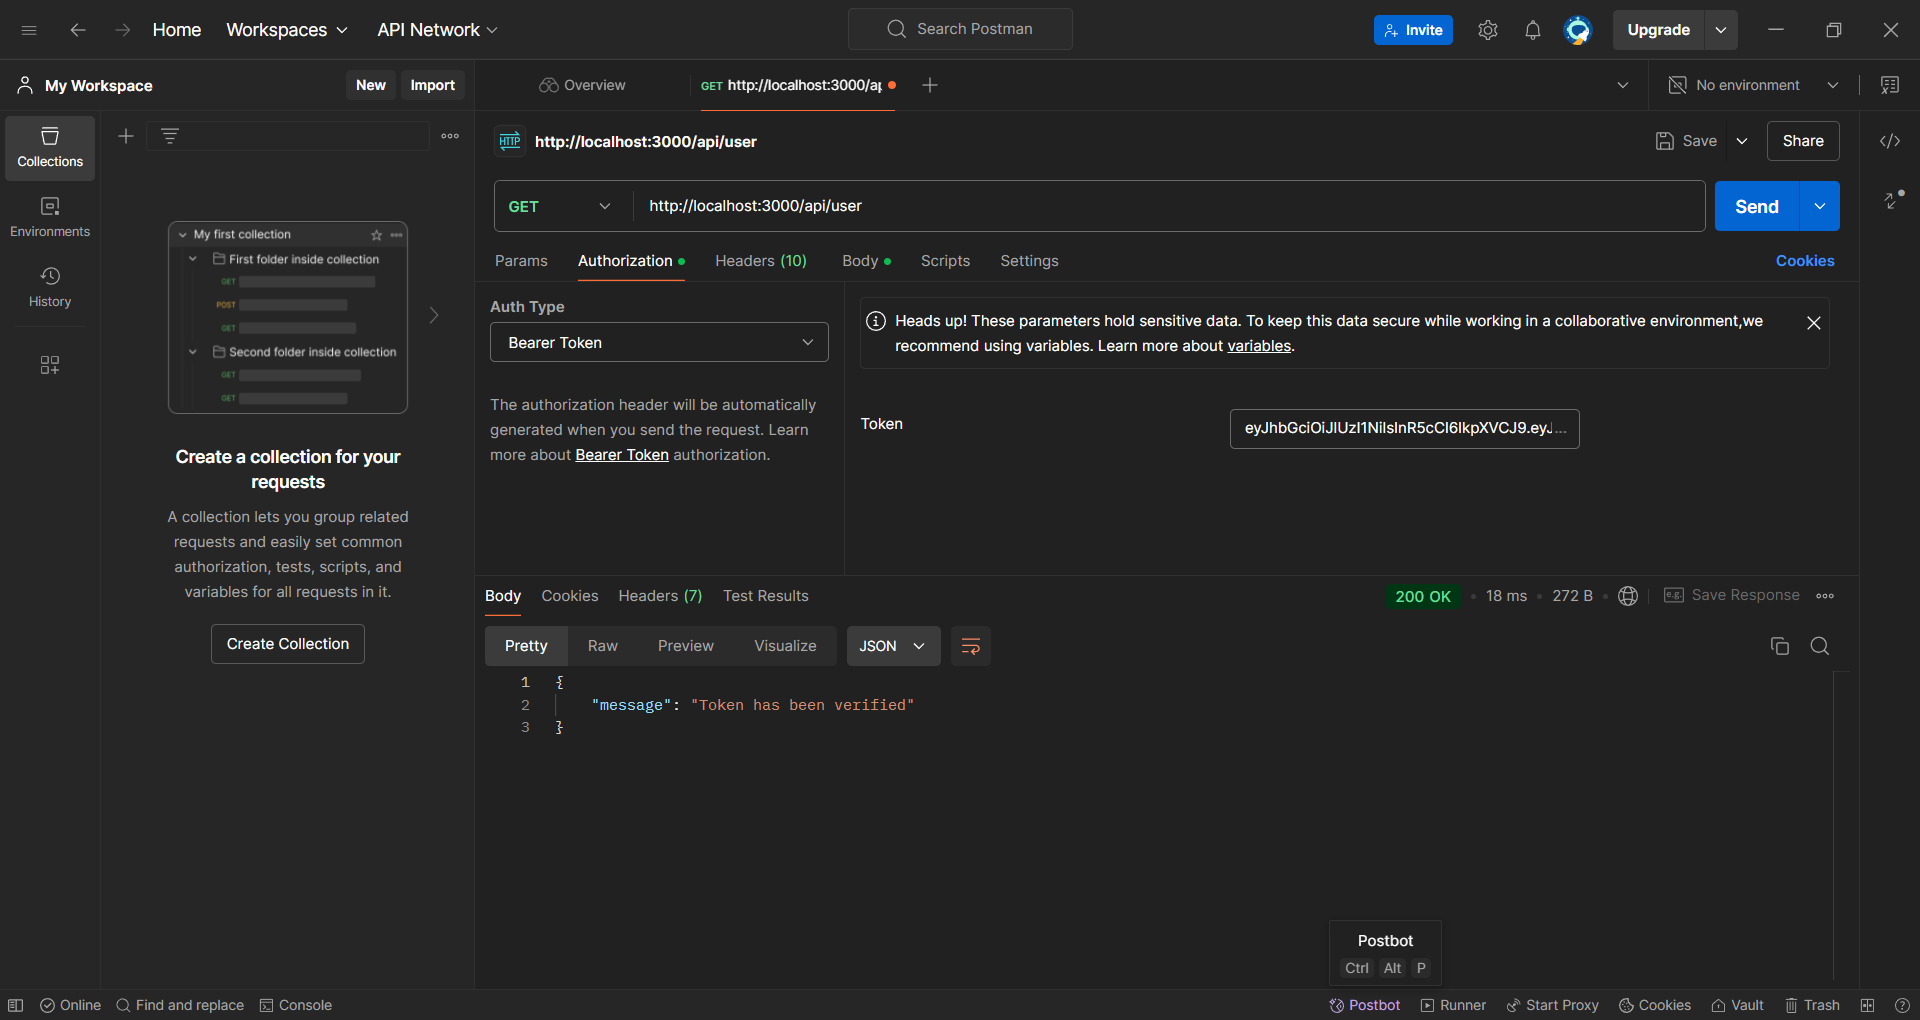 Home
Workspaces
API Network
Search Postman
Invite
Upgrade
My Workspace
New
Import
Overview
GET http://localhost:3000/ap
No environment
Collections
Environments
History
My first collection
First folder inside collection
GET
POST
GET
Second folder inside collection
GET
GET
Create a collection for your
requests
A collection lets you group related
requests and easily set common
authorization, tests, scripts, and
variables for all requests in it.
Create Collection
HTTP
http://localhost:3000/api/user
Save
Share
GET
http://localhost:3000/api/user
Send
Params
Authorization
Headers (10)
Body
Scripts
Settings
Cookies
Auth Type
Bearer Token
The authorization header will be automatically
generated when you send the request. Learn
more about Bearer Token authorization.
Heads up! These parameters hold sensitive data. To keep this data secure while working in a collaborative environment,we
recommend using variables. Learn more about variables.
Token
eyJhbGciOiJIUzI1NiIsInR5cCI6IkpXVCJ9.eyJ...
Body
Cookies
Headers (7)
Test Results
200 OK
18 ms
272 B
e.g.
Save Response
Pretty
Raw
Preview
Visualize
JSON
1 {
2 "message": "Token has been verified"
3 }
Postbot
Ctrl Alt P
Online
Find and replace
Console
Postbot
Runner
Start Proxy
Cookies
Vault
Trash